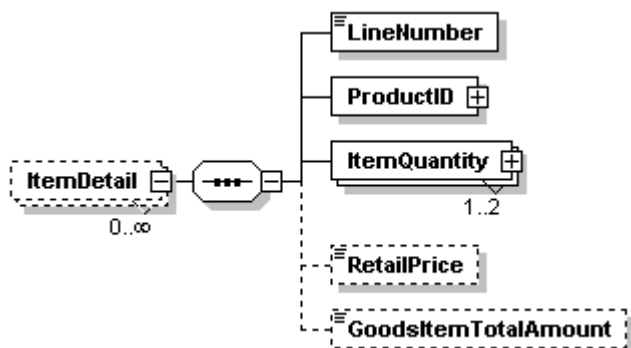 LineNumber
ProductID
ItemQuantity
1..2
ItemDetail
0..∞
RetailPrice
GoodsItemTotalAmount